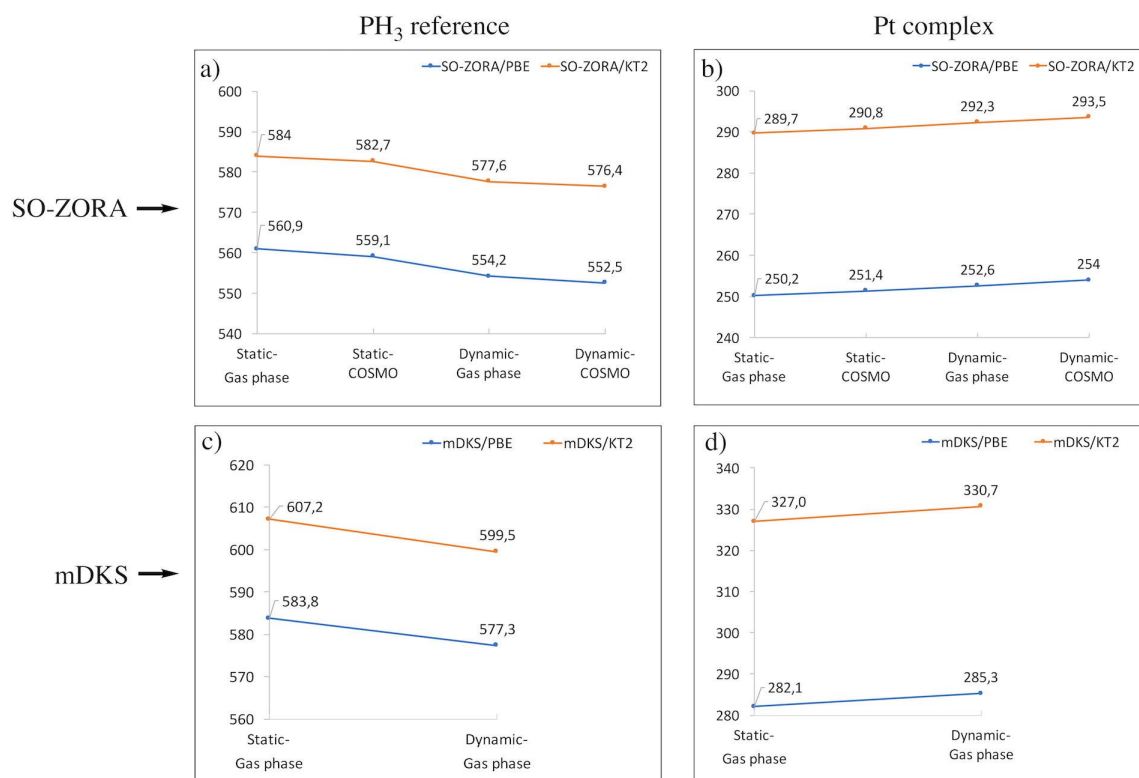 PH3 reference
Pt complex
SO-ZORA
mDKS
a)
SO-ZORA/PBE
SO-ZORA/KT2
600
590
580
570
560
550
540
584
582,7
577,6
576,4
560,9
559,1
554,2
552,5
Static-
Gas phase
Static-
COSMO
Dynamic-
Gas phase
Dynamic-
COSMO
b)
SO-ZORA/PBE
SO-ZORA/KT2
300
290
280
270
260
250
240
289,7
290,8
292,3
293,5
250,2
251,4
252,6
254
Static-
Gas phase
Static-
COSMO
Dynamic-
Gas phase
Dynamic-
COSMO
c)
mDKS/PBE
mDKS/KT2
620
610
600
590
580
570
560
607,2
599,5
583,8
577,3
Static-
Gas phase
Dynamic-
Gas phase
d)
mDKS/PBE
mDKS/KT2
340
330
320
310
300
290
280
327,0
330,7
282,1
285,3
Static-
Gas phase
Dynamic-
Gas phase